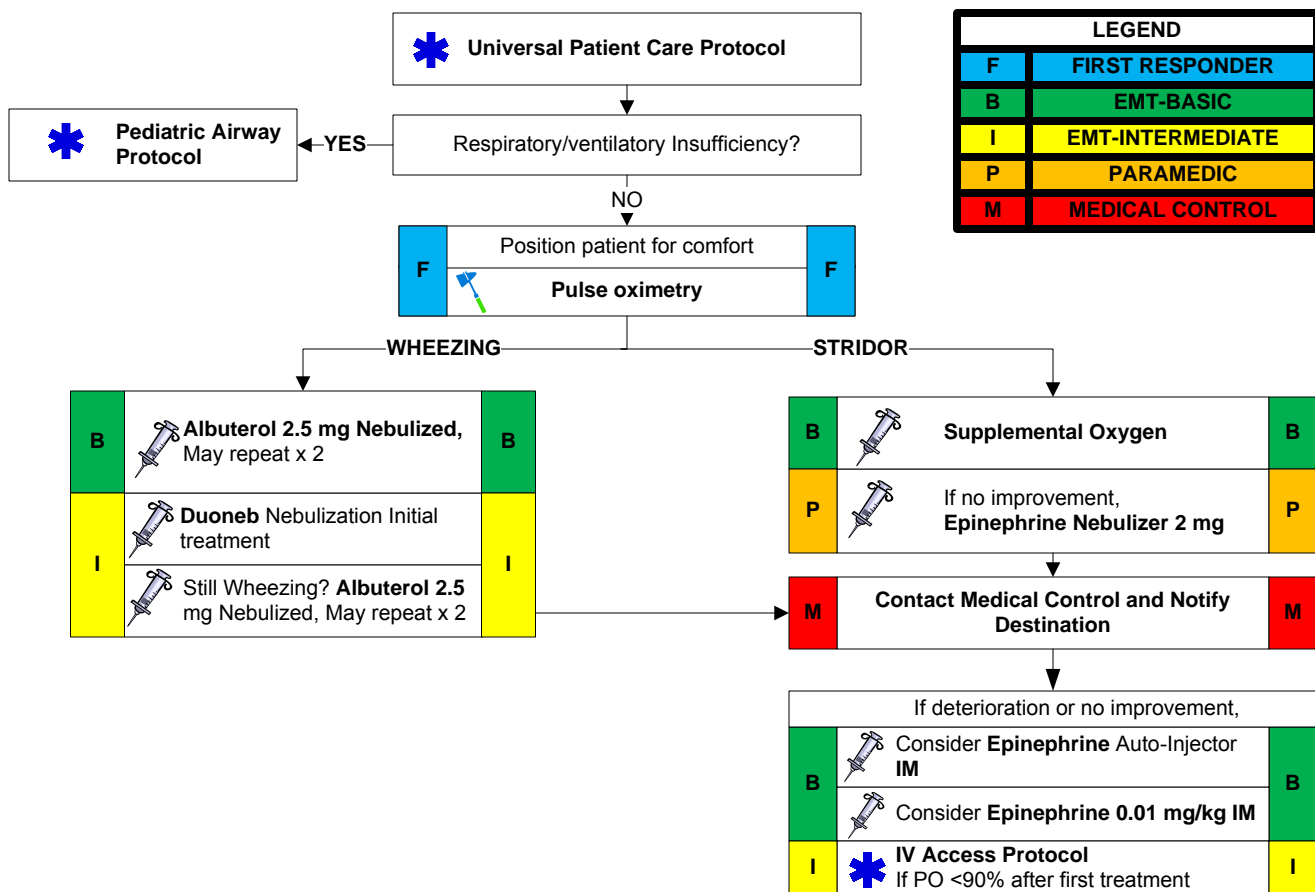 Universal Patient Care Protocol
LEGEND
F FIRST RESPONDER
B EMT-BASIC
I EMT-INTERMEDIATE
P PARAMEDIC
M MEDICAL CONTROL
Pediatric Airway
Protocol
YES
Respiratory/ventilatory Insufficiency?
NO
F
Position patient for comfort
Pulse oximetry
F
WHEEZING
STRIDOR
B
Albuterol 2.5 mg Nebulized,
May repeat x 2
B
I
Duoneb Nebulization Initial
treatment
Still Wheezing? Albuterol 2.5
mg Nebulized, May repeat x 2
I
B
Supplemental Oxygen
B
P
If no improvement,
Epinephrine Nebulizer 2 mg
P
M
Contact Medical Control and Notify
Destination
M
If deterioration or no improvement,
B
Consider Epinephrine Auto-Injector
IM
Consider Epinephrine 0.01 mg/kg IM
B
I
IV Access Protocol
If PO <90% after first treatment
I